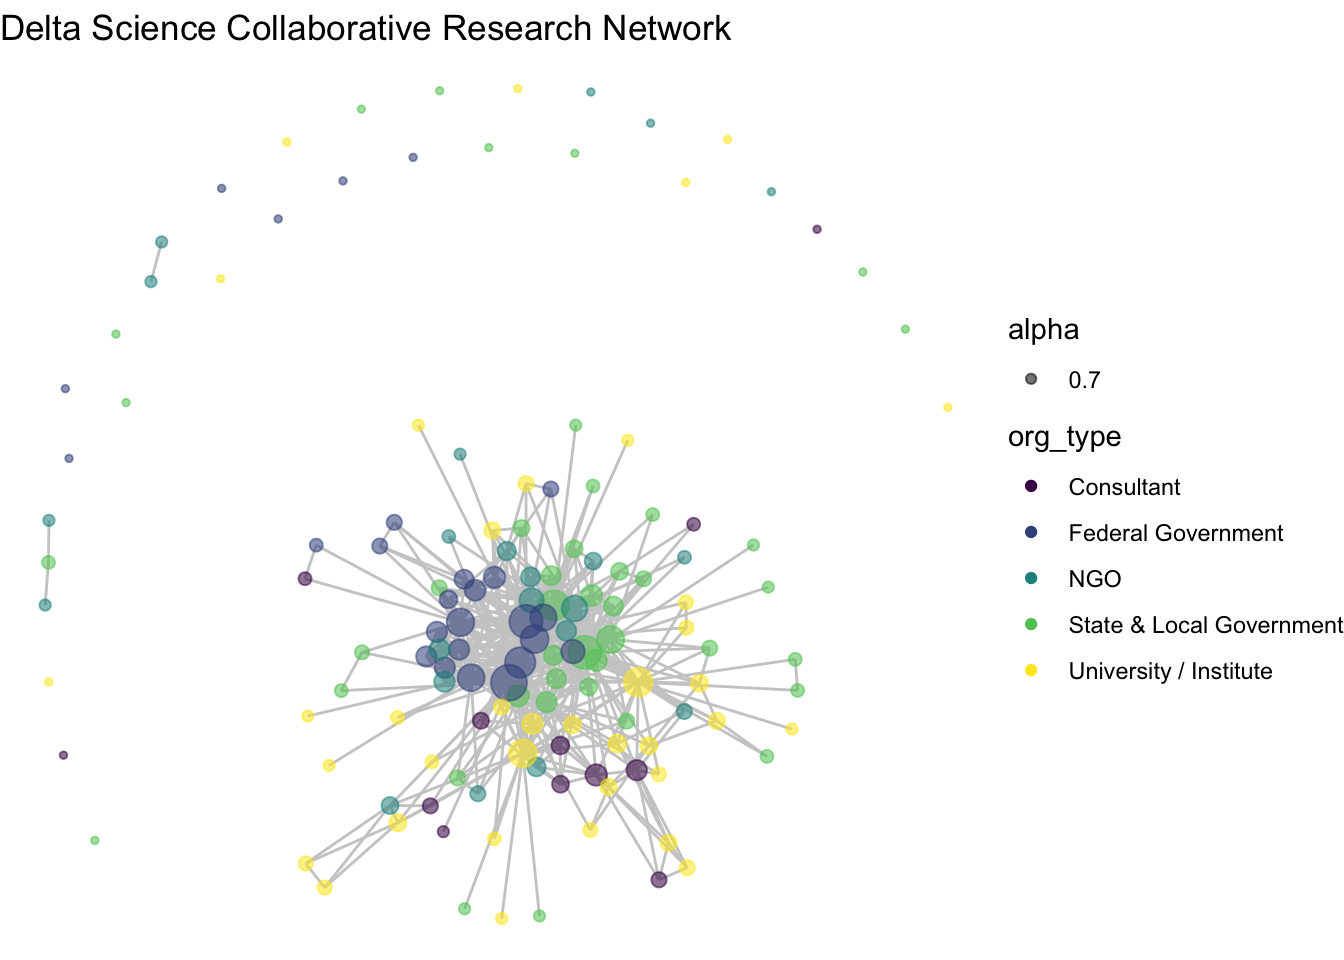 Delta Science Collaborative Research Network
alpha
0.7
org_type
Consultant
Federal Government
NGO
State & Local Government
University / Institute